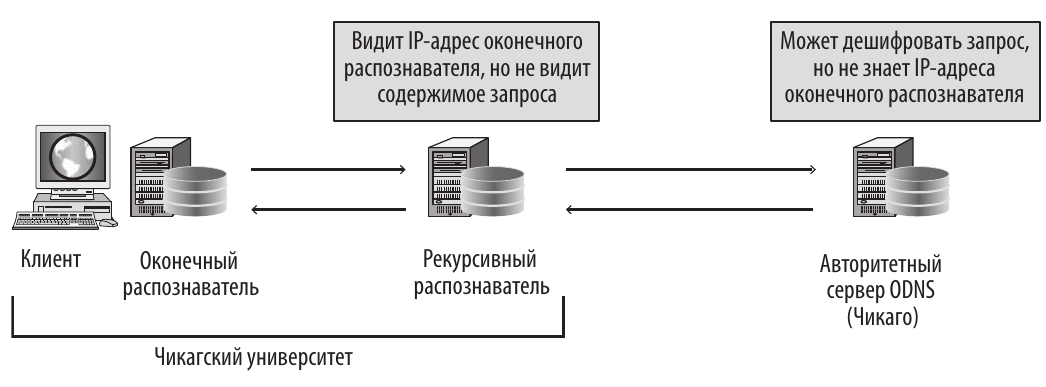 Видит IP-адрес оконечного
распознавателя, но не видит
содержимое запроса
Может дешифровать запрос,
но не знает IP-адреса
оконечного распознавателя
Клиент
Оконечный
распознаватель
Рекурсивный
распознаватель
Авторитетный
сервер ODNS
(Чикаго)
Чикагский университет